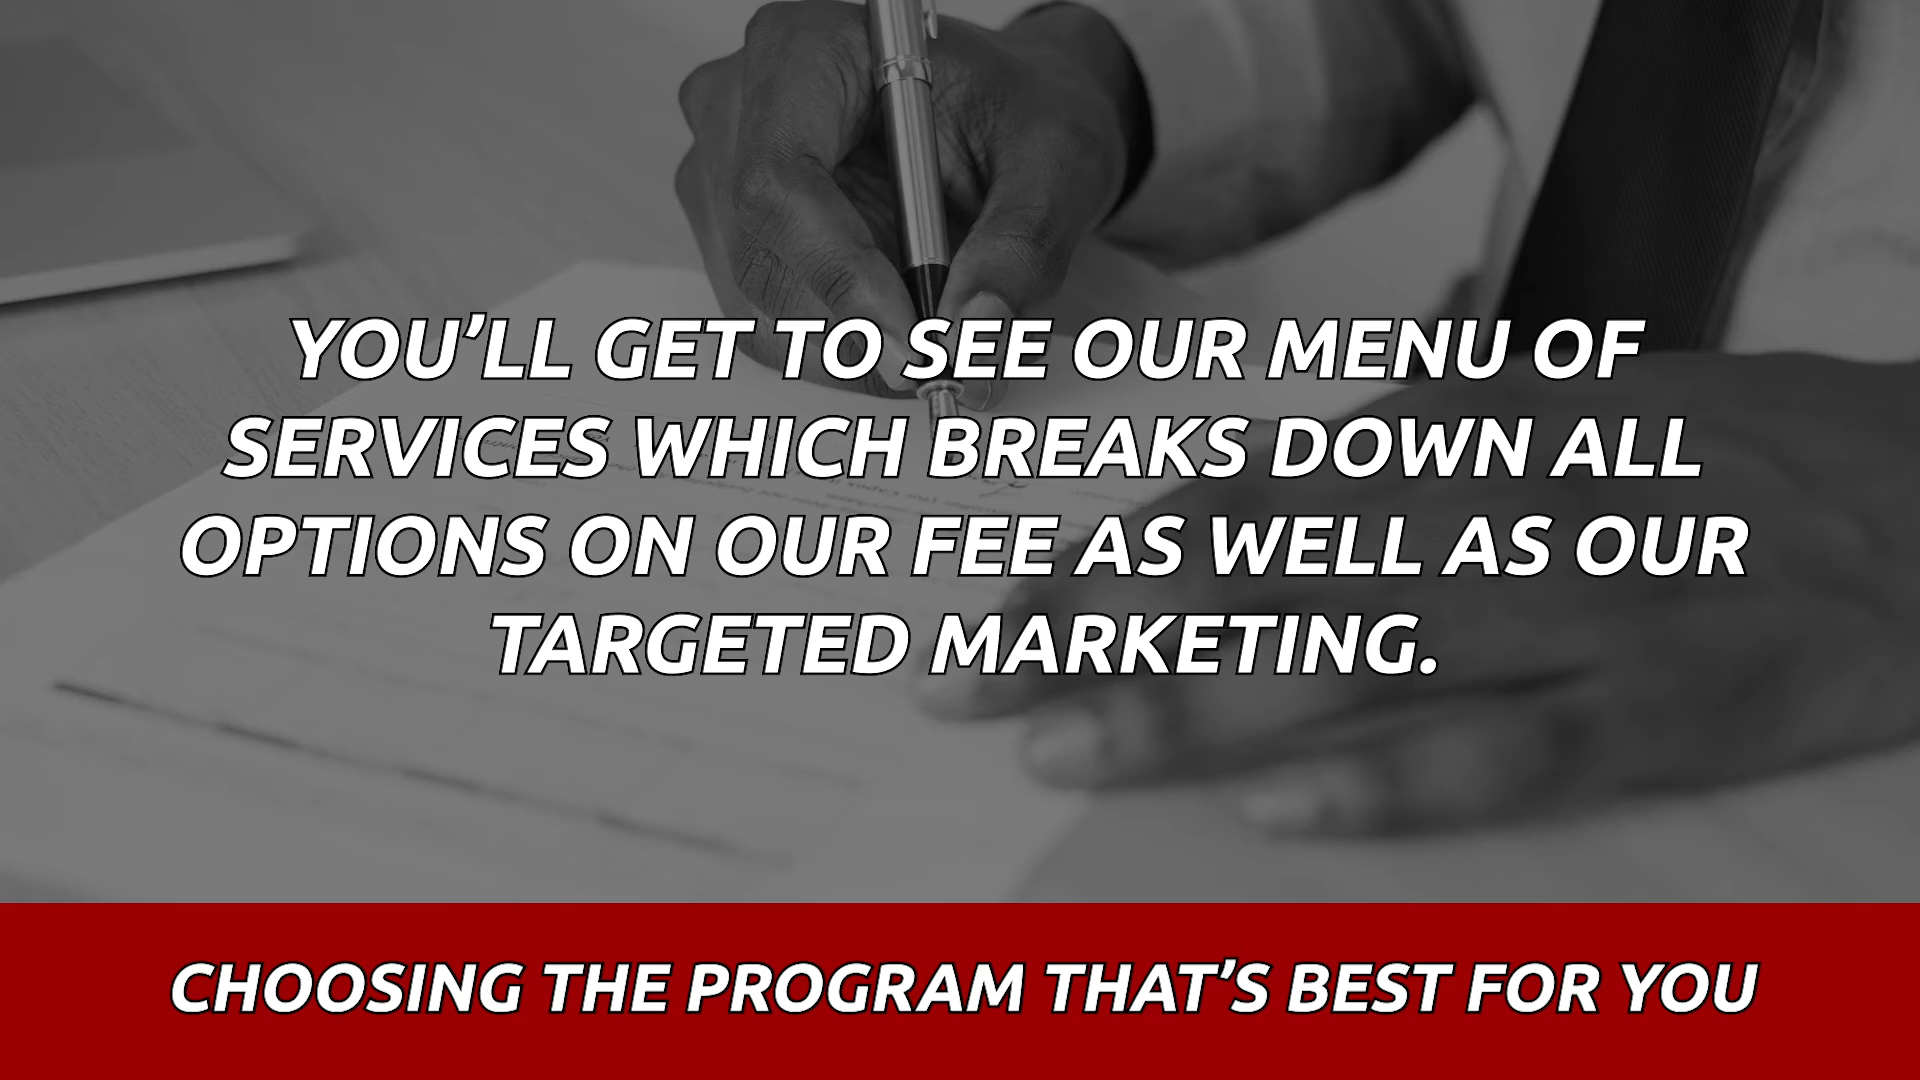 YOU’LL GET TO SEE OUR MENU OF
SERVICES WHICH BREAKS DOWN ALL
OPTIONS ON OUR FEE AS WELL AS OUR
TARGETED MARKETING.
CHOOSING THE PROGRAM THAT’S BEST FOR YOU